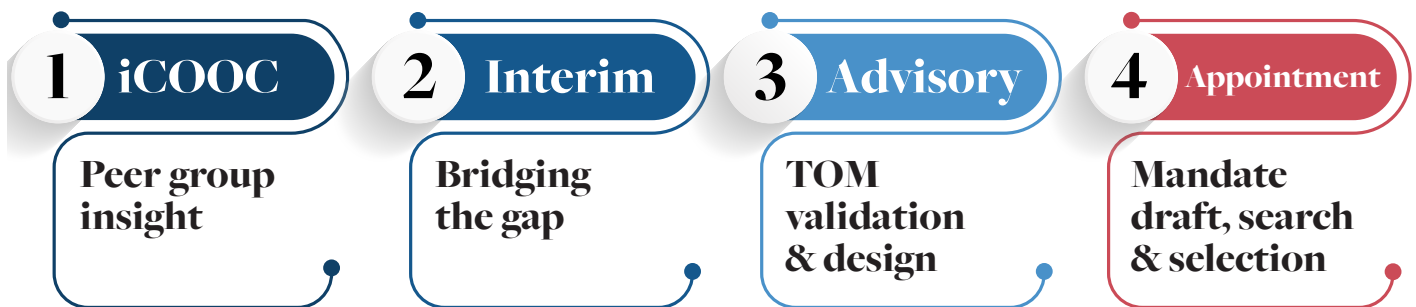 1 iCOOC
Peer group
insight
2 Interim
Bridging
the gap
3 Advisory
TOM
validation
& design
4 Appointment
Mandate
draft, search
& selection